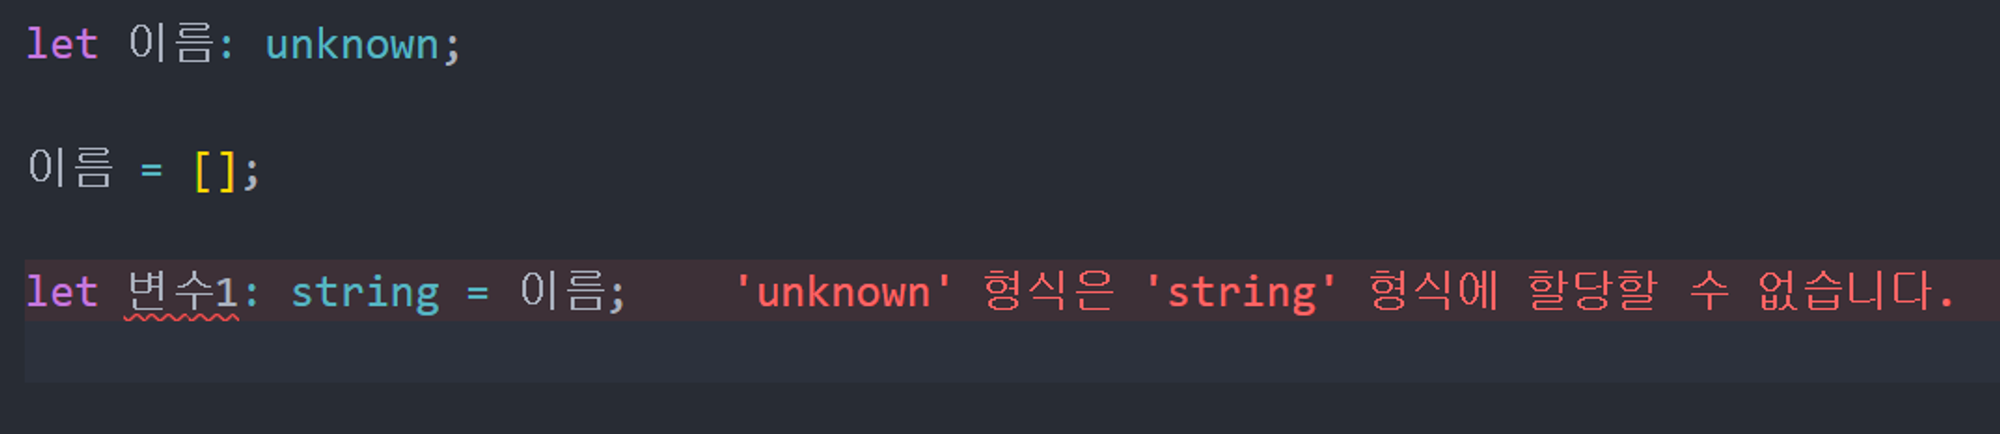 let 이름: unknown;
이름 = [];
let 변수1: string = 이름; 'unknown' 형식은 'string' 형식에 할당할 수 없습니다.